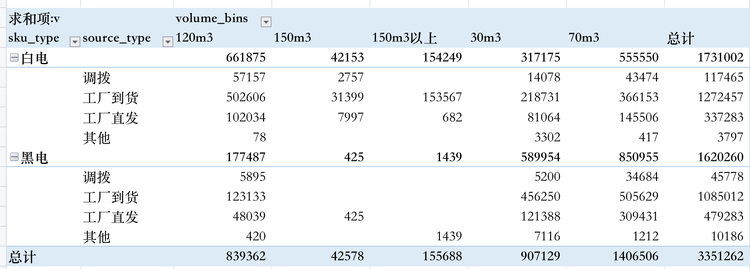 求和项:v volume_bins
sku_type source_type 120m3 150m3 150m3以上 30m3 70m3 总计
白电 661875 42153 154249 317175 555550 1731002
调拨 57157 2757 14078 43474 117465
工厂到货 502606 31399 153567 218731 366153 1272457
工厂直发 102034 7997 682 81064 145506 337283
其他 78 3302 417 3797
黑电 177487 425 1439 589954 850955 1620260
调拨 5895 5200 34684 45778
工厂到货 123133 456250 505629 1085012
工厂直发 48039 425 121388 309431 479283
其他 420 1439 7116 1212 10186
总计 839362 42578 155688 907129 1406506 3351262